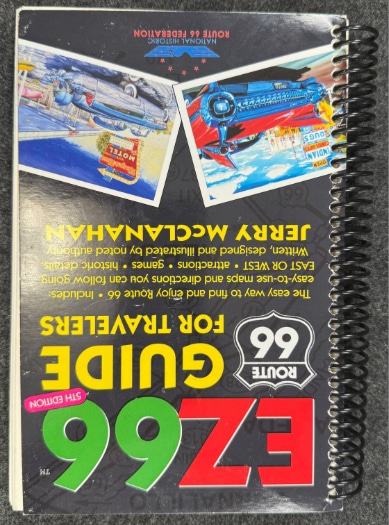 EZ66™
5TH EDITION
ROUTE
66
GUIDE
FOR TRAVELERS
The easy way to find and enjoy Route 66 • Includes-
easy-to-use maps and directions you can follow going
EAST OR WEST • attractions • games • historic details
Written, designed and illustrated by noted authority
JERRY McCLANAHAN
MOTEL
INDIAN
NATIONAL HISTORIC
ROUTE 66 FEDERATION